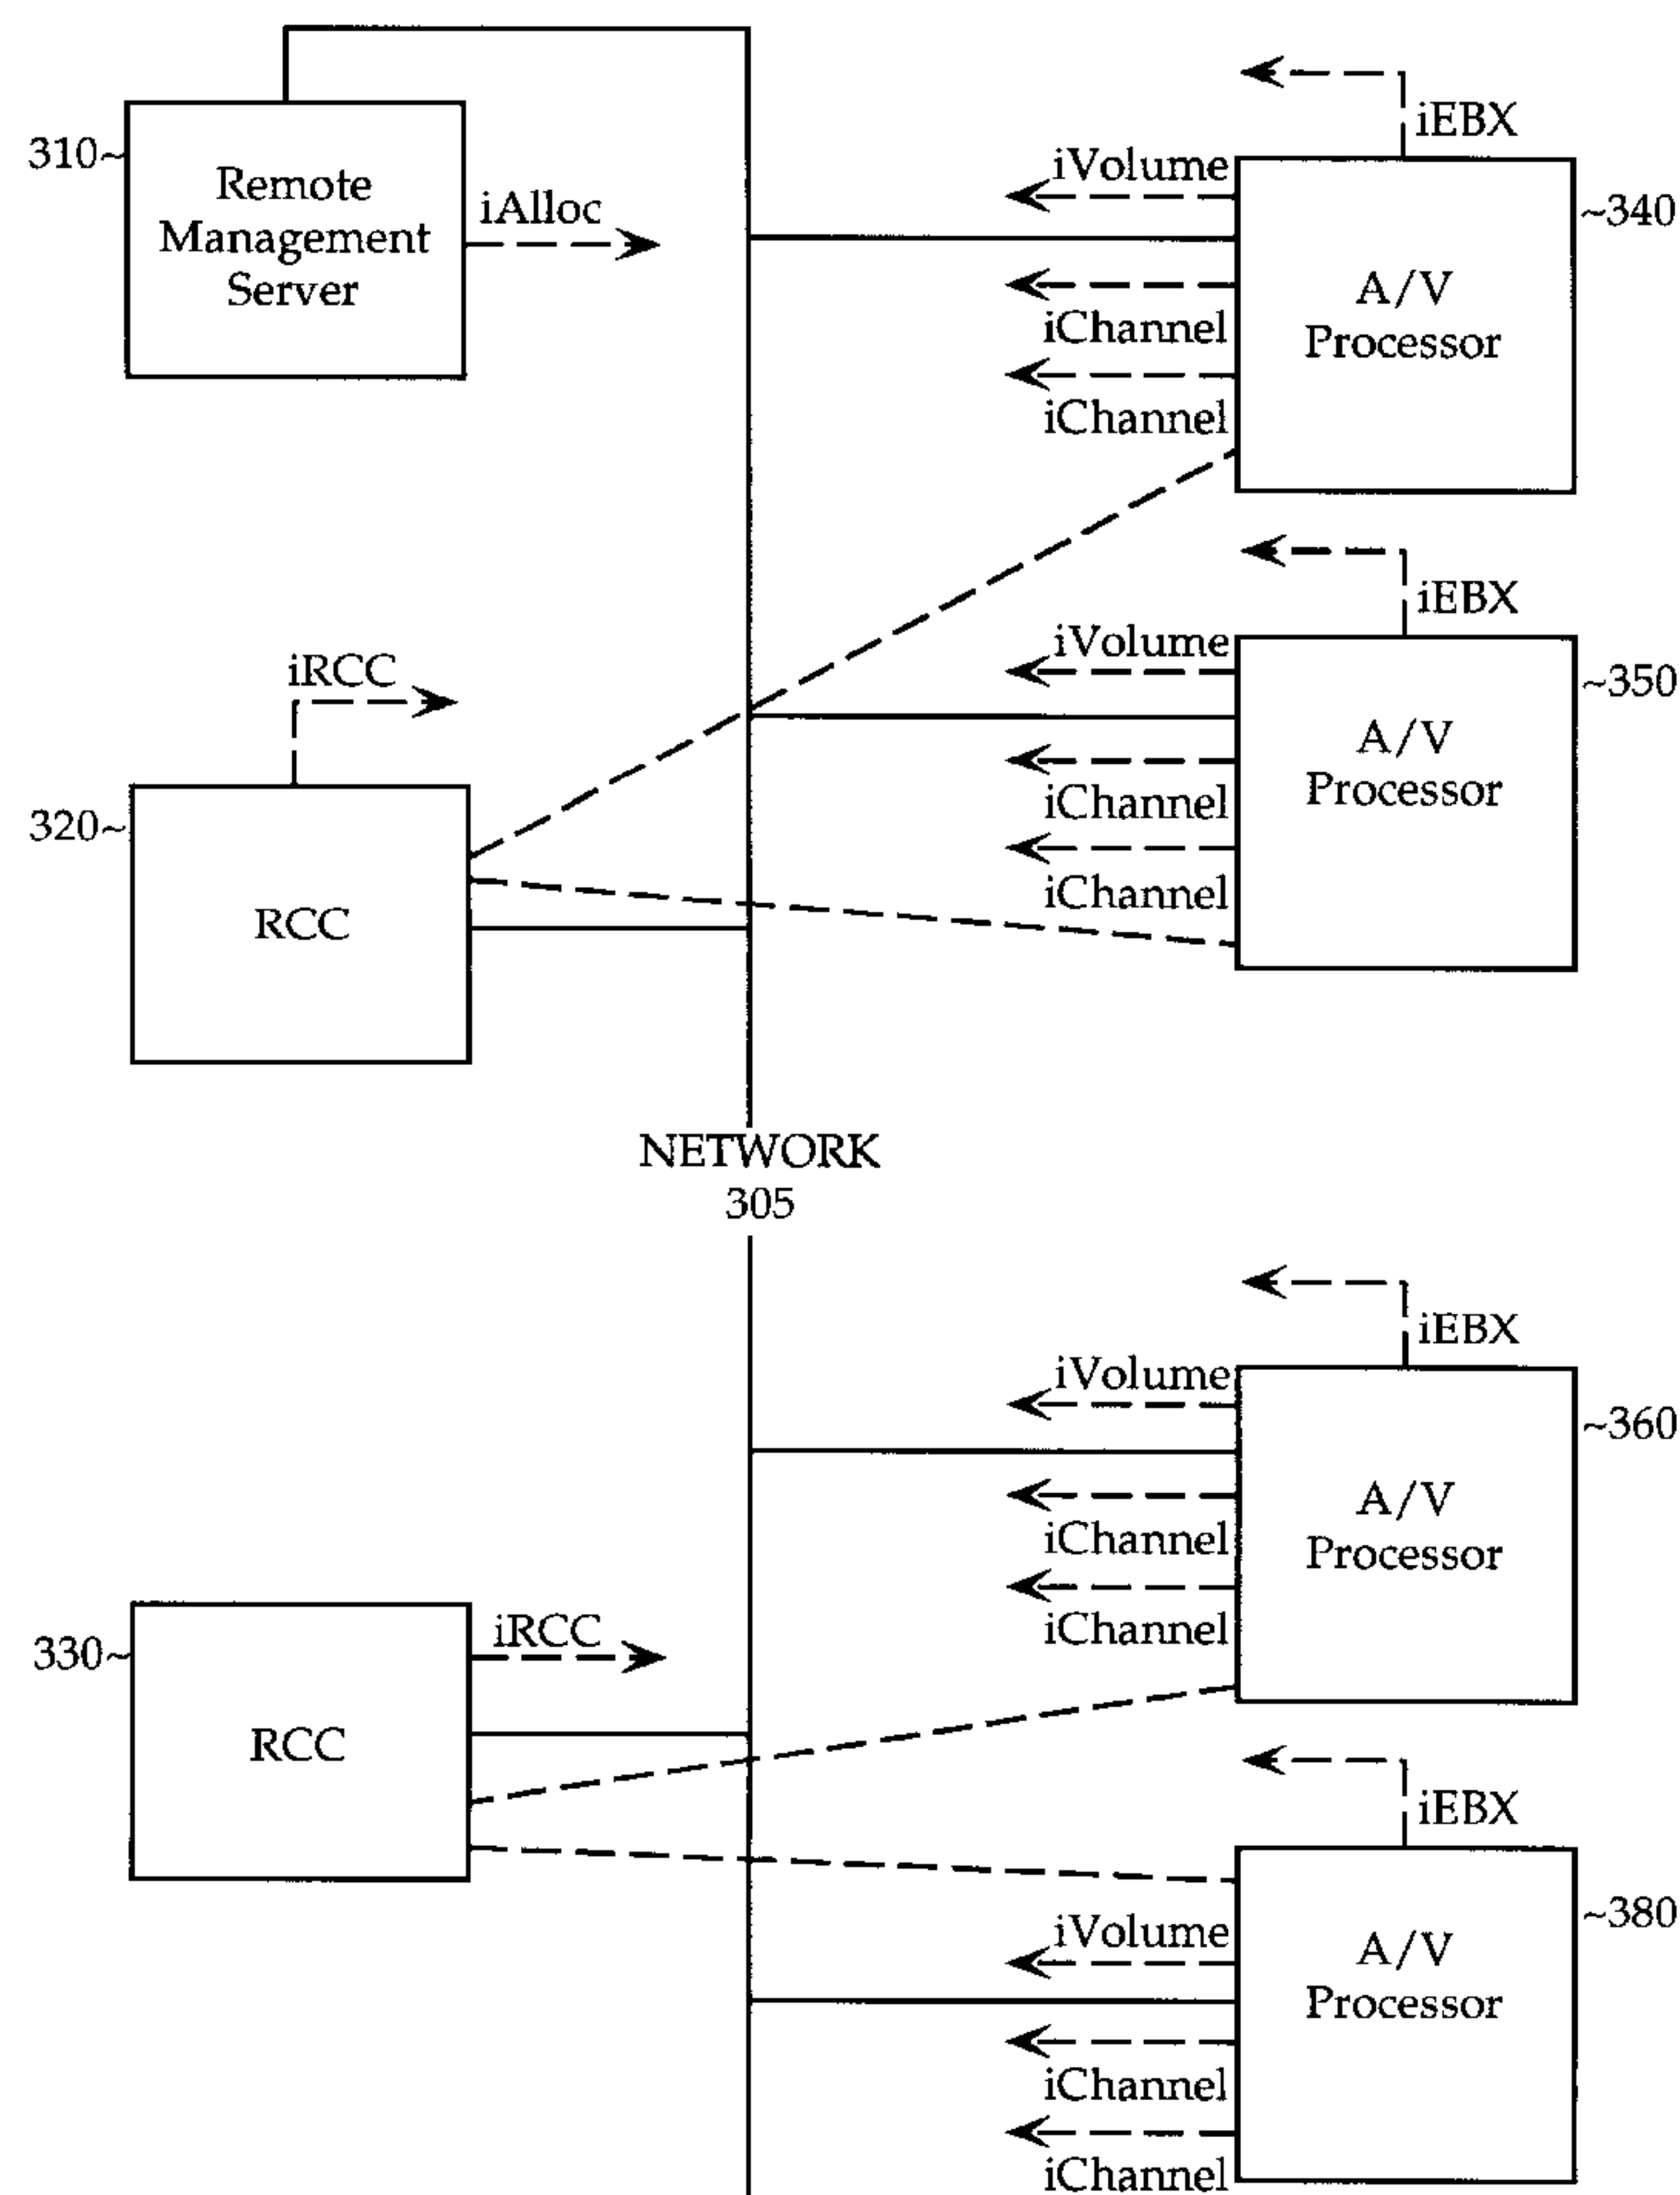 310~
Remote
Management
Server
iAlloc
iEBX
iVolume
~340
A/V
Processor
iChannel
iChannel
iEBX
iVolume
~350
A/V
Processor
iChannel
iChannel
iRCC
320~
RCC
NETWORK
305
iEBX
iVolume
~360
A/V
Processor
iChannel
iChannel
330~
iRCC
RCC
iEBX
~380
iVolume
A/V
Processor
iChannel
iChannel